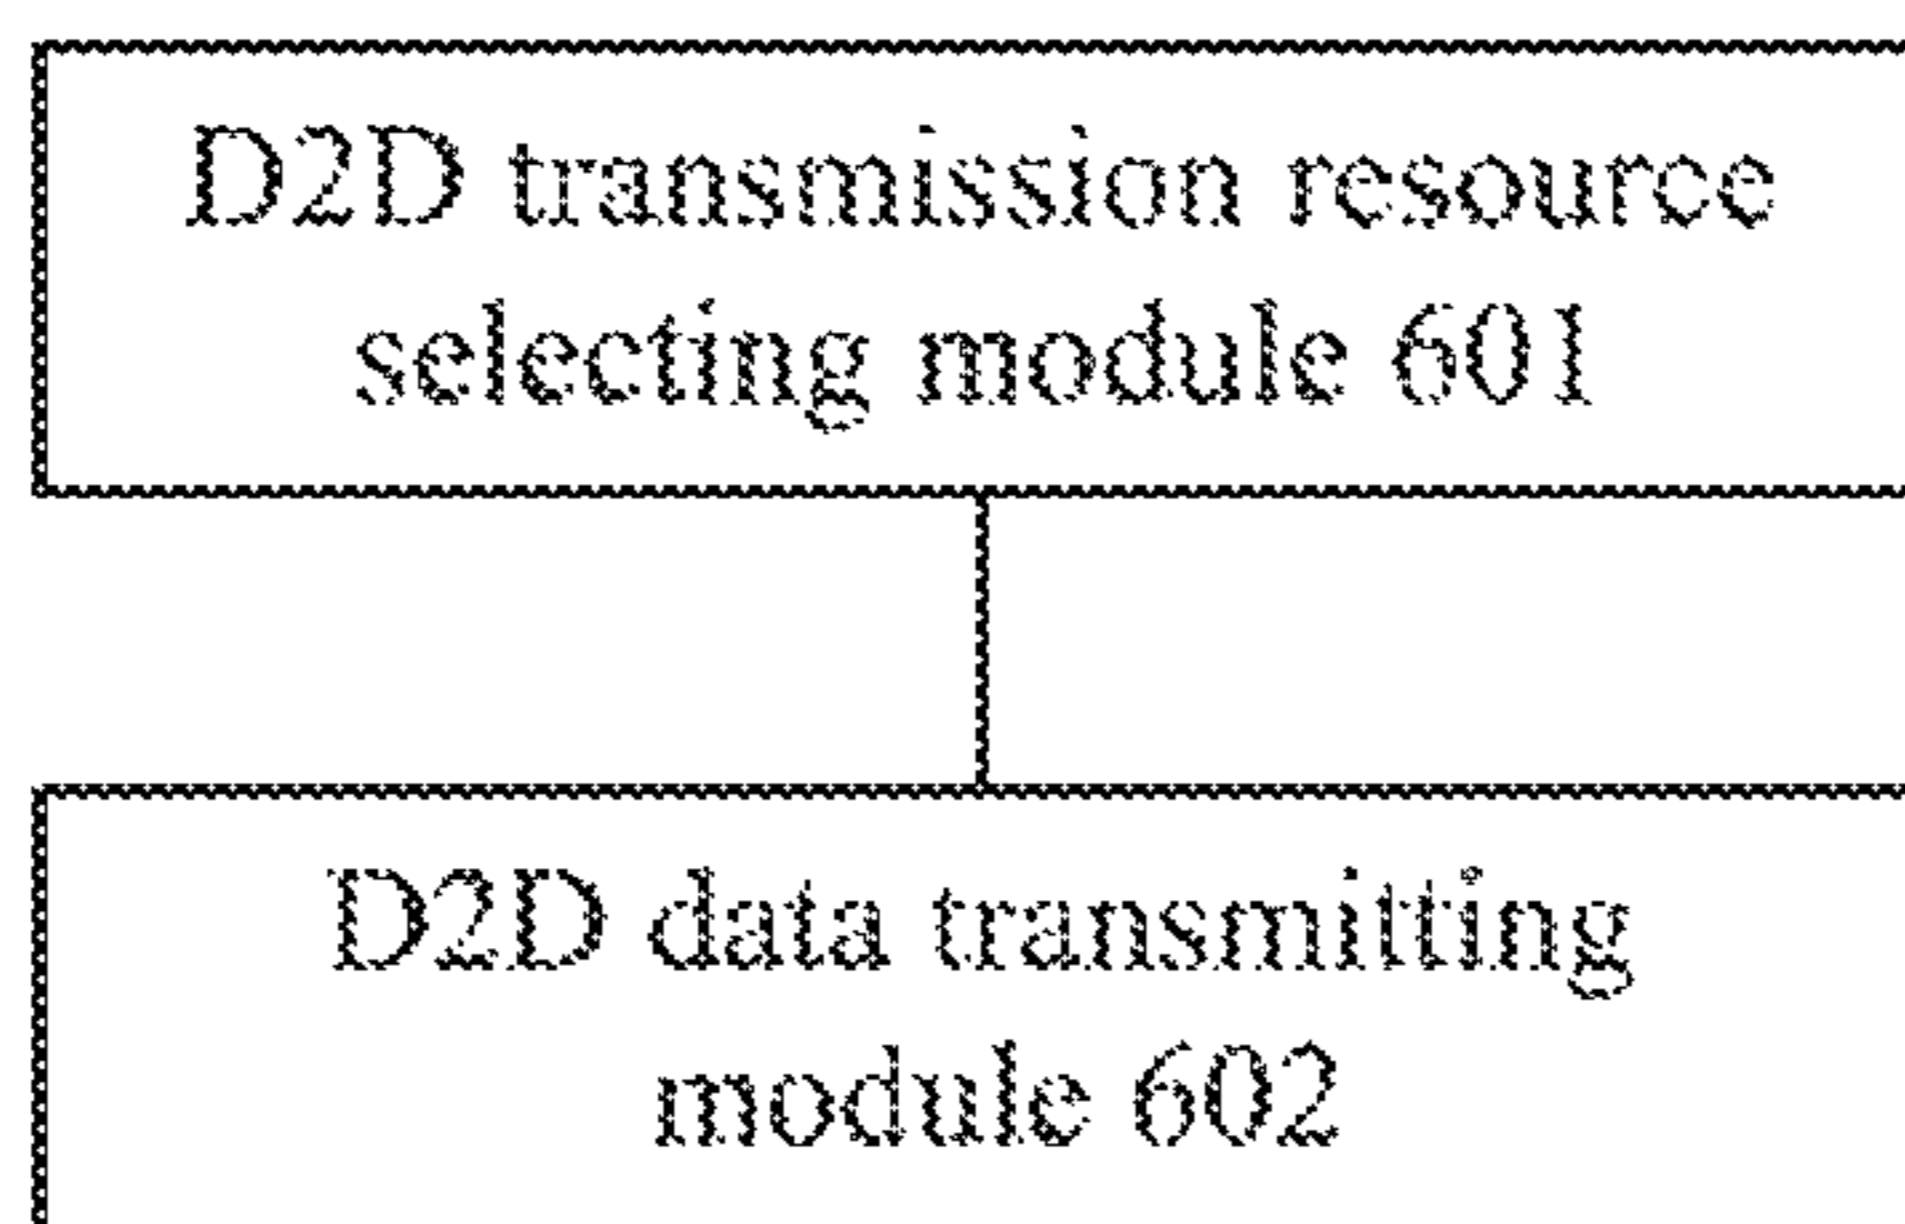 D2D transmission resource
selecting module 601
D2D data transmitting
module 602